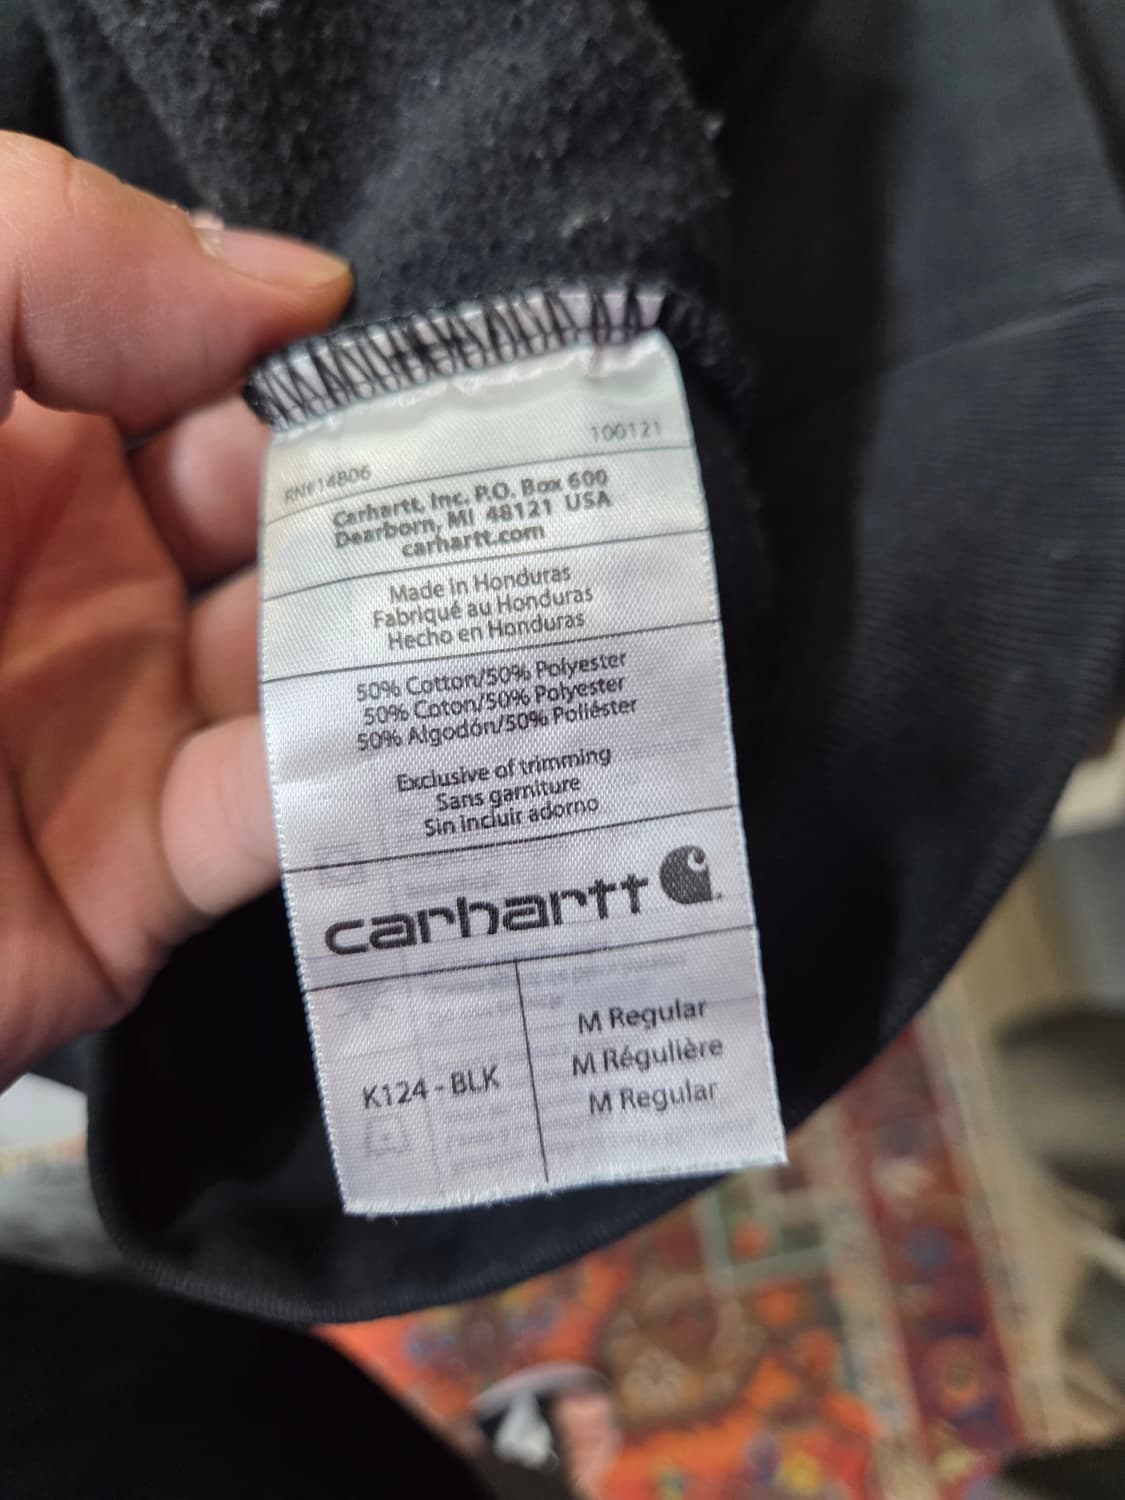 100121
RN#14806
Carhartt, Inc. P.O. Box 600
Dearborn, MI 48121 USA
carhartt.com
Made in Honduras
Fabriqué au Honduras
Hecho en Honduras
50% Cotton/50% Polyester
50% Coton/50% Polyester
50% Algodón/50% Poliéster
Exclusive of trimming
Sans garniture
Sin incluir adorno
carhartt
K124 - BLK
M Regular
M Régulière
M Regular